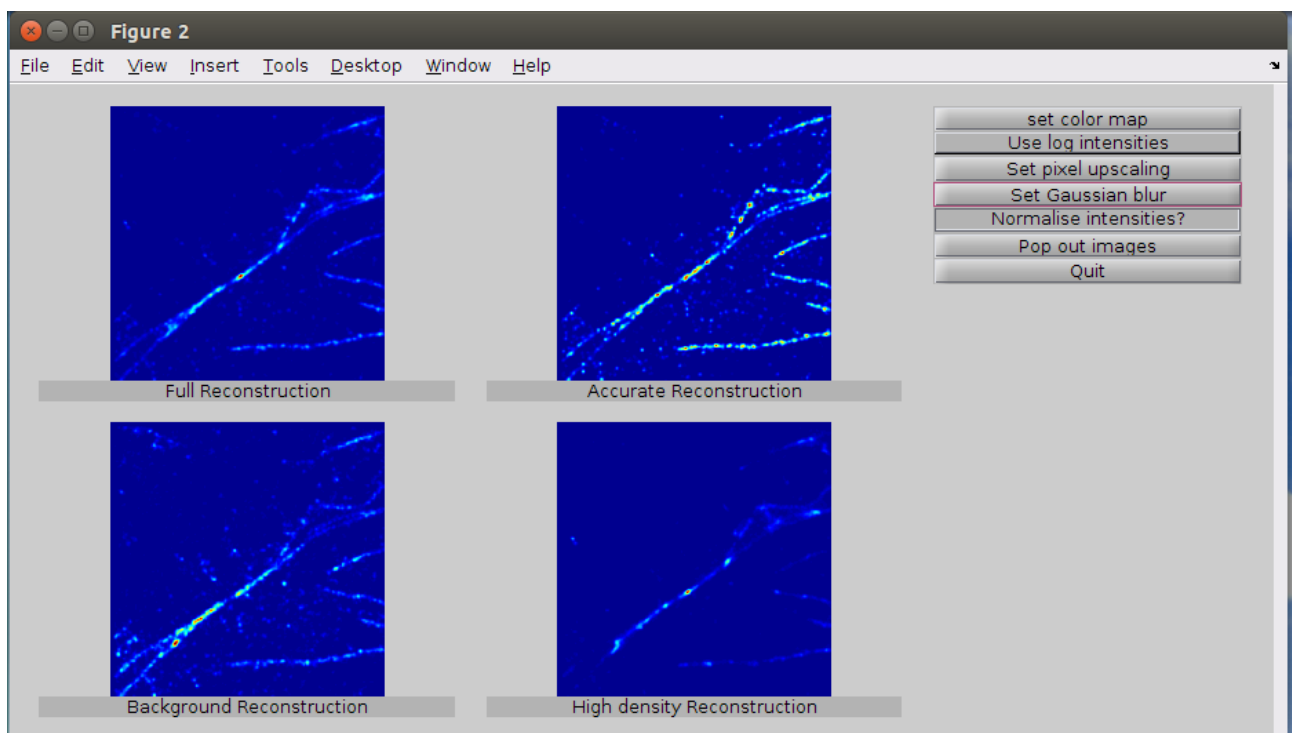 Figure 2
File Edit View Insert Tools Desktop Window Help
set color map
Use log intensities
Set pixel upscaling
Set Gaussian blur
Normalise intensities?
Pop out images
Quit
Full Reconstruction
Accurate Reconstruction
Background Reconstruction
High density Reconstruction